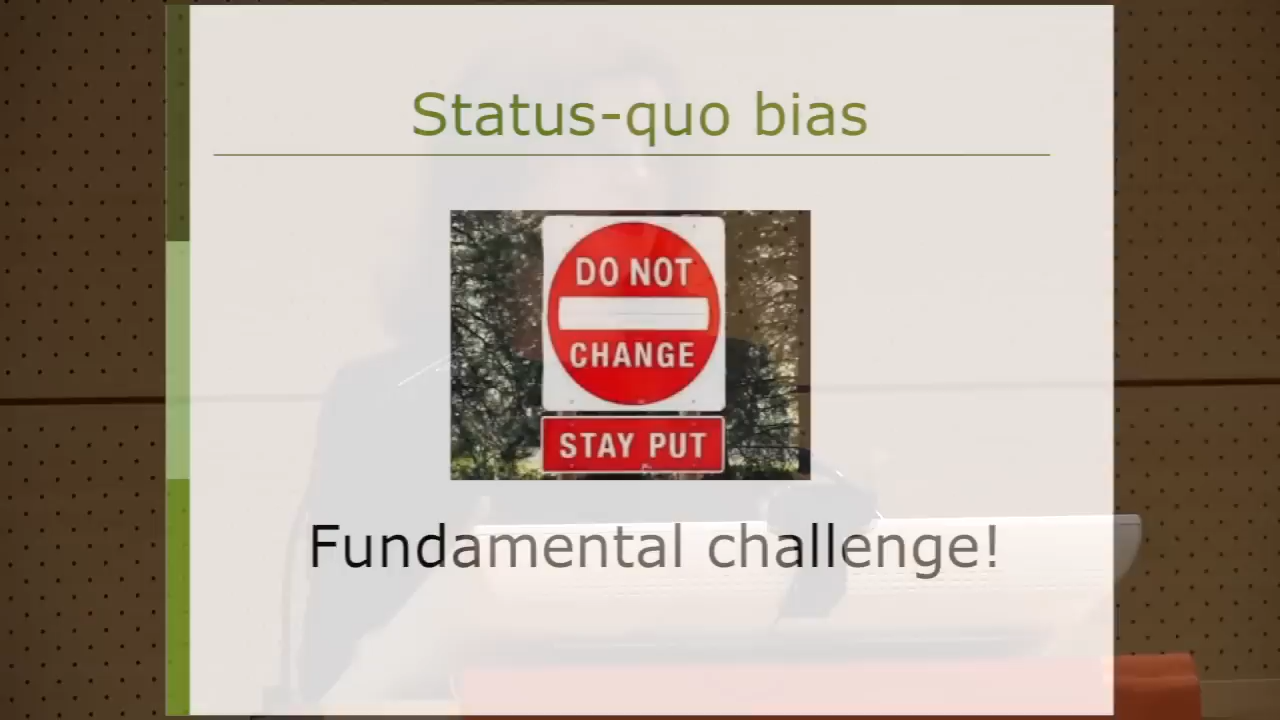 Status-quo bias
DO NOT
CHANGE
STAY PUT
Fundamental challenge!